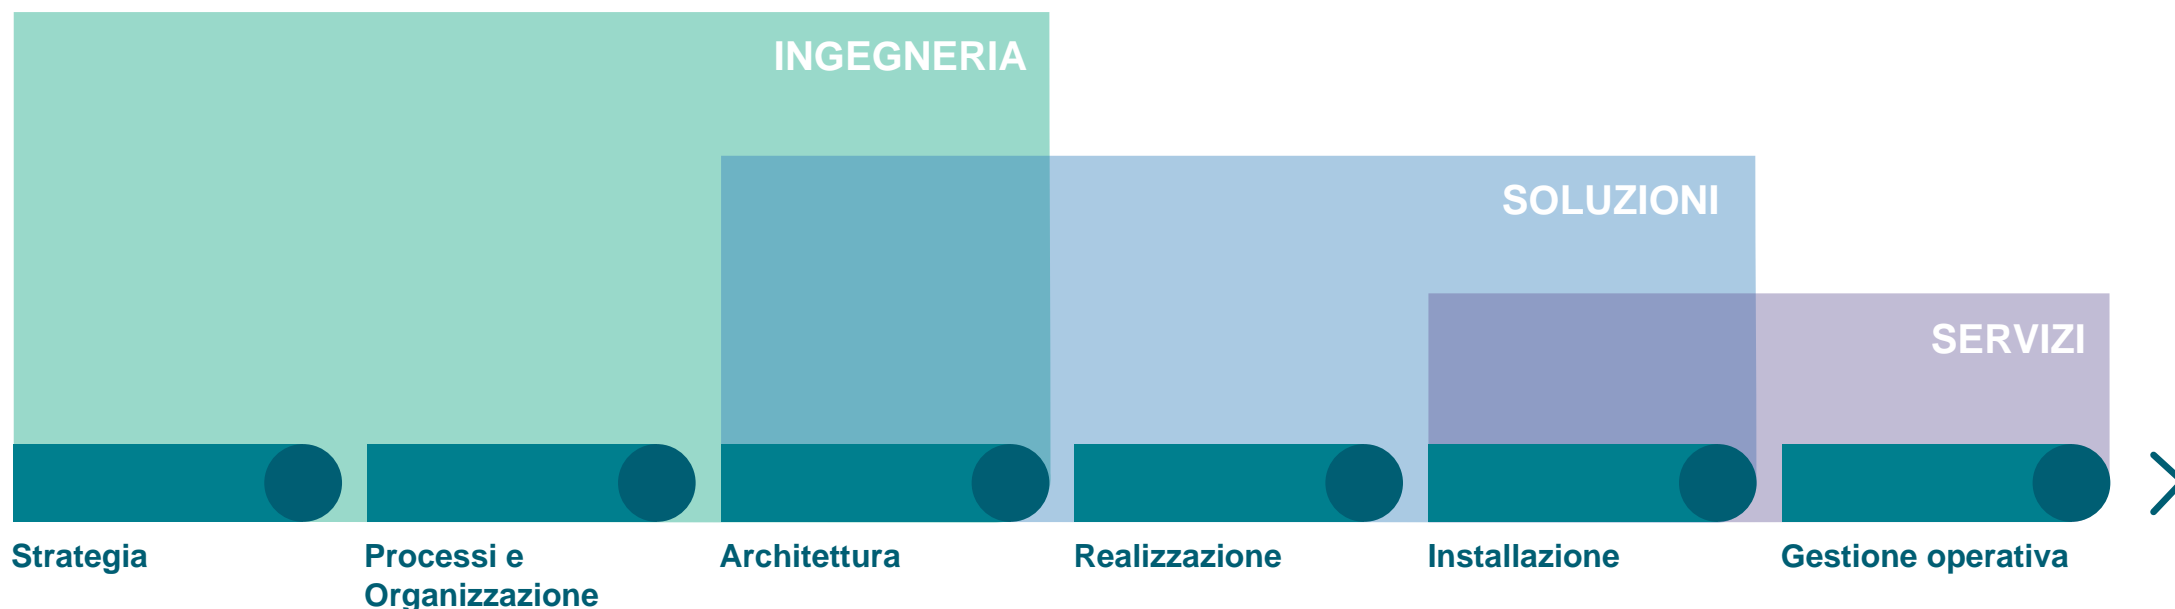 INGEGNERIA
SOLUZIONI
SERVIZI
Strategia
Processi e
Organizzazione
Architettura
Realizzazione
Installazione
Gestione operativa